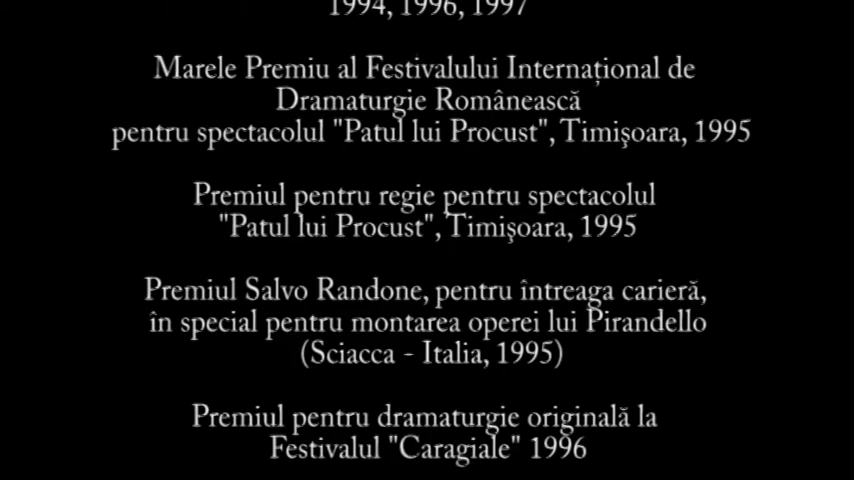 1994, 1996, 1997
Marele Premiu al Festivalului Internaţional de
Dramaturgie Românească
pentru spectacolul "Patul lui Procust", Timişoara, 1995
Premiul pentru regie pentru spectacolul
"Patul lui Procust", Timişoara, 1995
Premiul Salvo Randone, pentru întreaga carieră,
în special pentru montarea operei lui Pirandello
(Sciacca - Italia, 1995)
Premiul pentru dramaturgie originală la
Festivalul "Caragiale" 1996